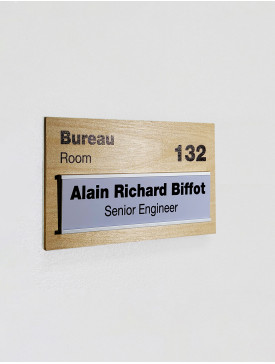 Bureau
Room 132
Alain Richard Biffot
Senior Engineer